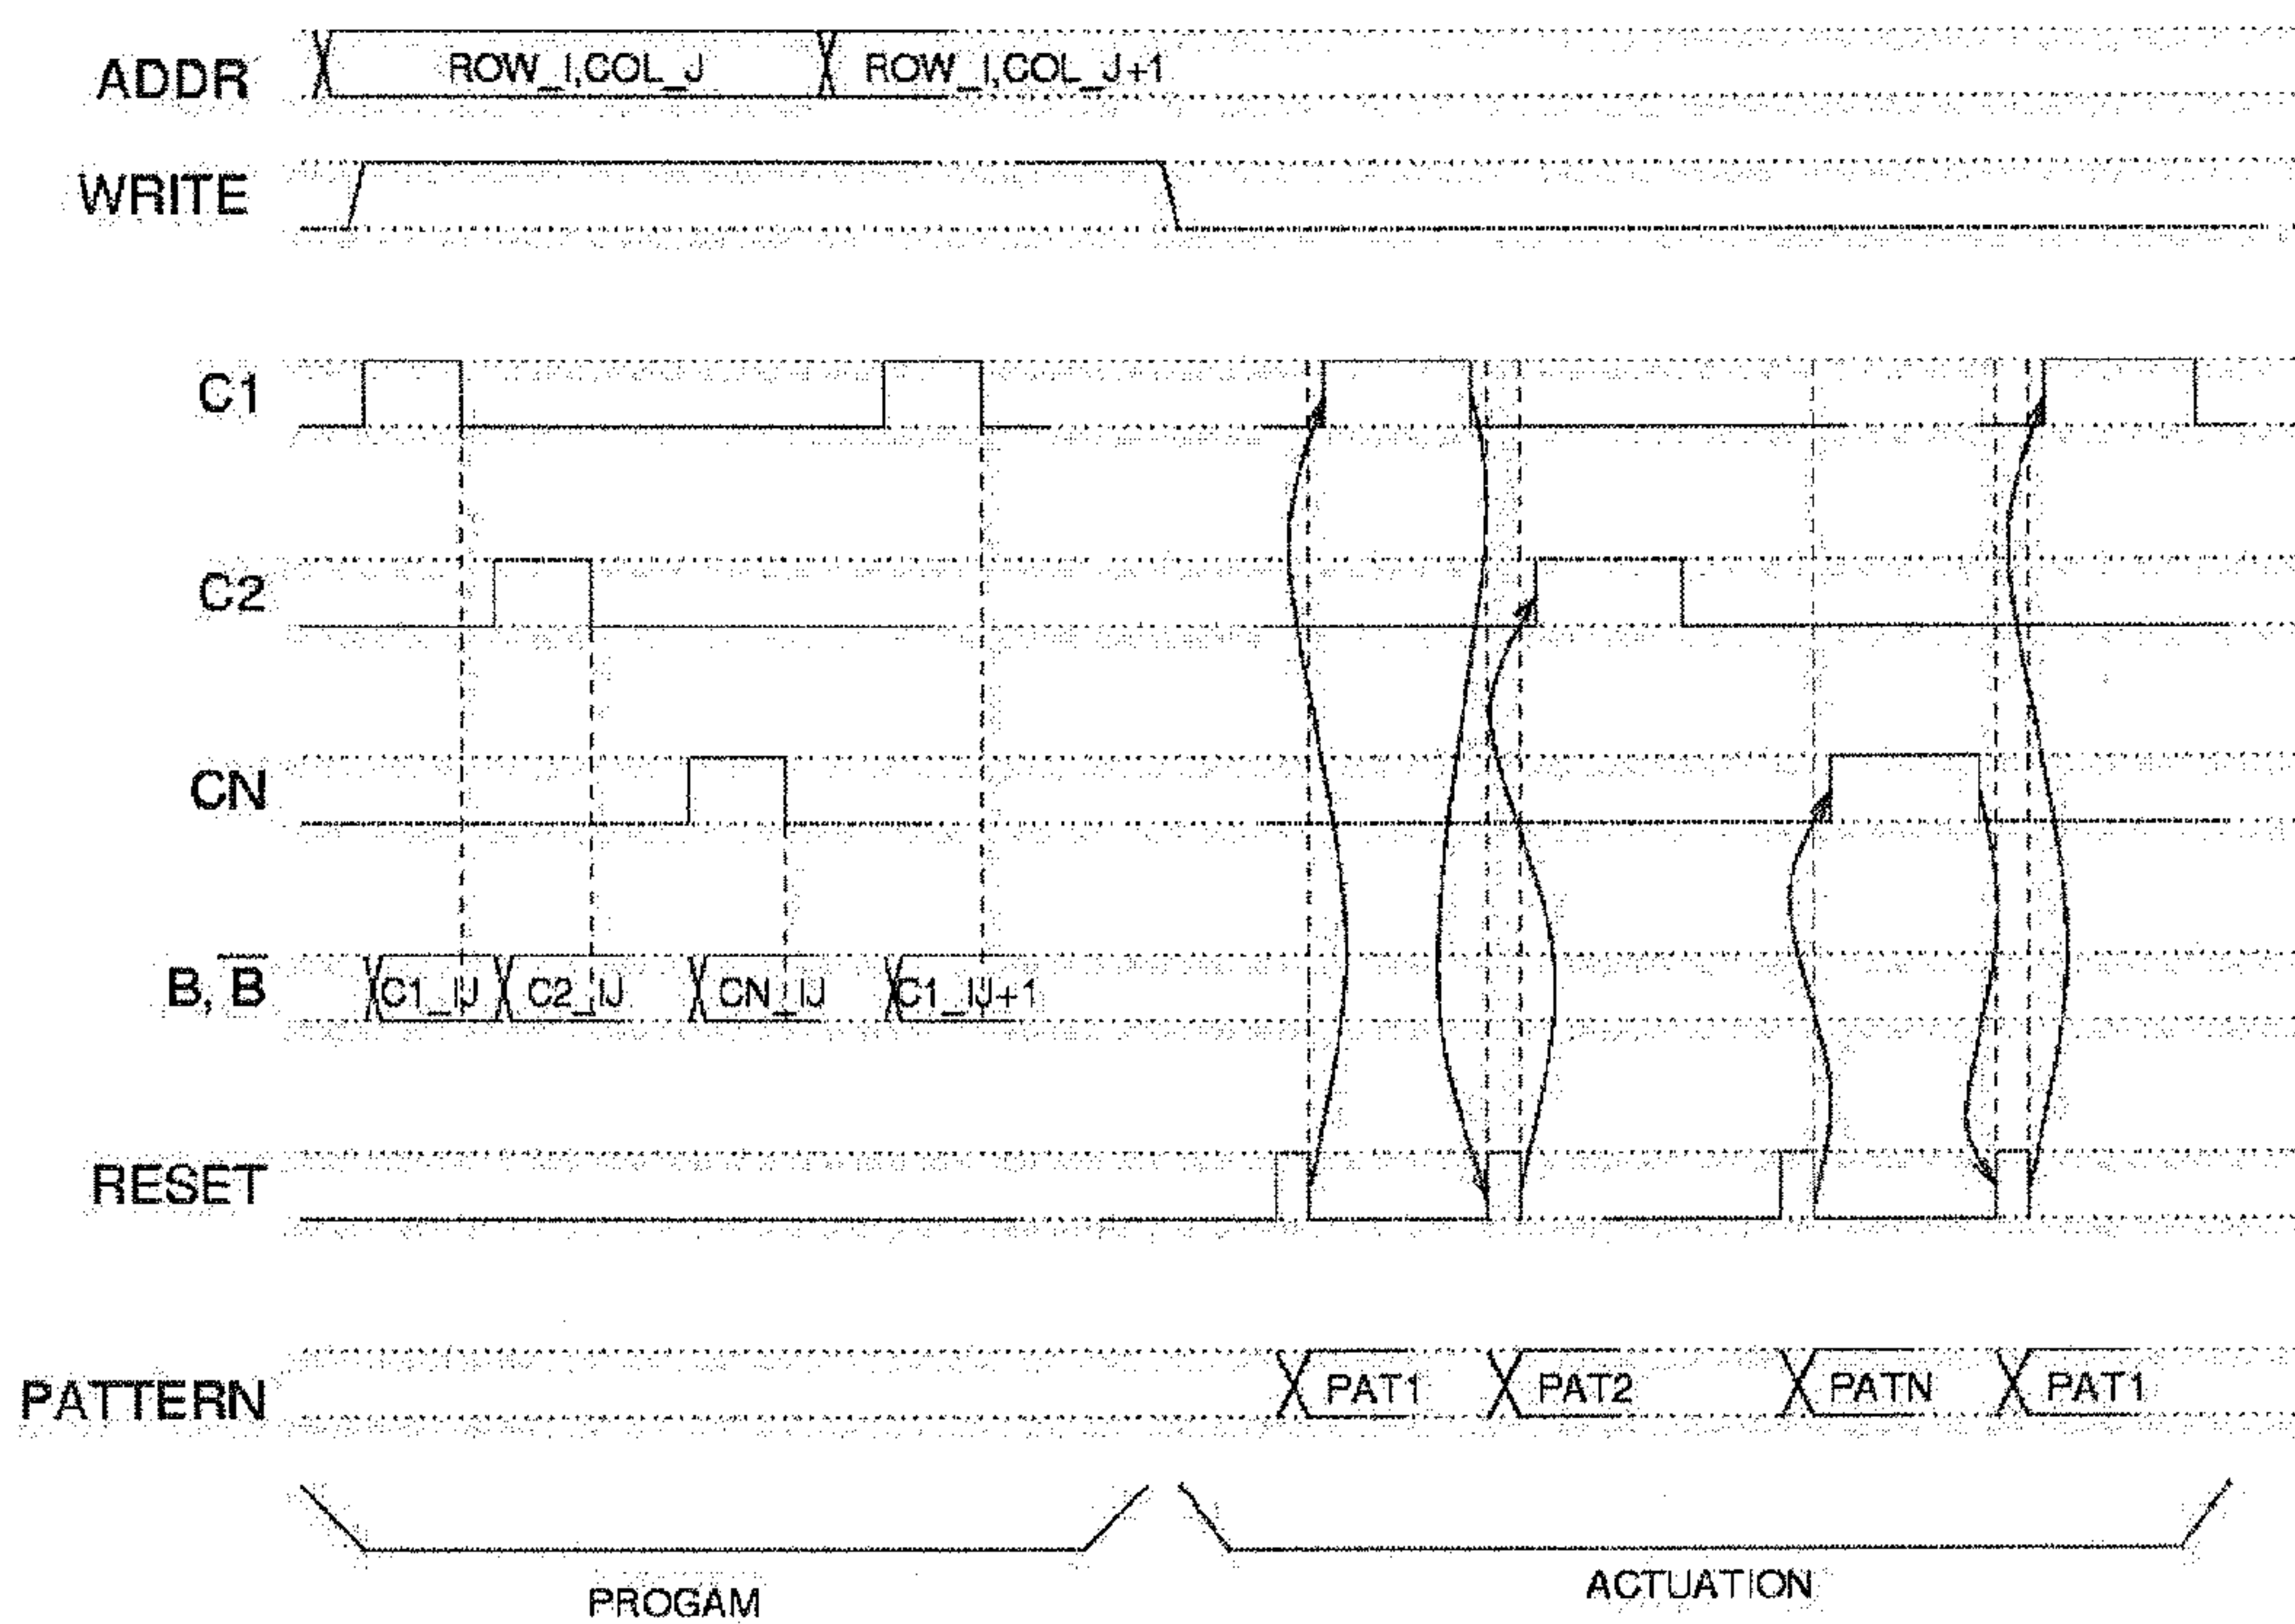 ADDR ROW_I,COL_J ROW_I,COL_J+1
WRITE
C1
C2
CN
B, B̅ C1_IJ C2_IJ CN_IJ C1_IJ+1
RESET
PATTERN PAT1 PAT2 PATN PAT1
PROGAM ACTUATION